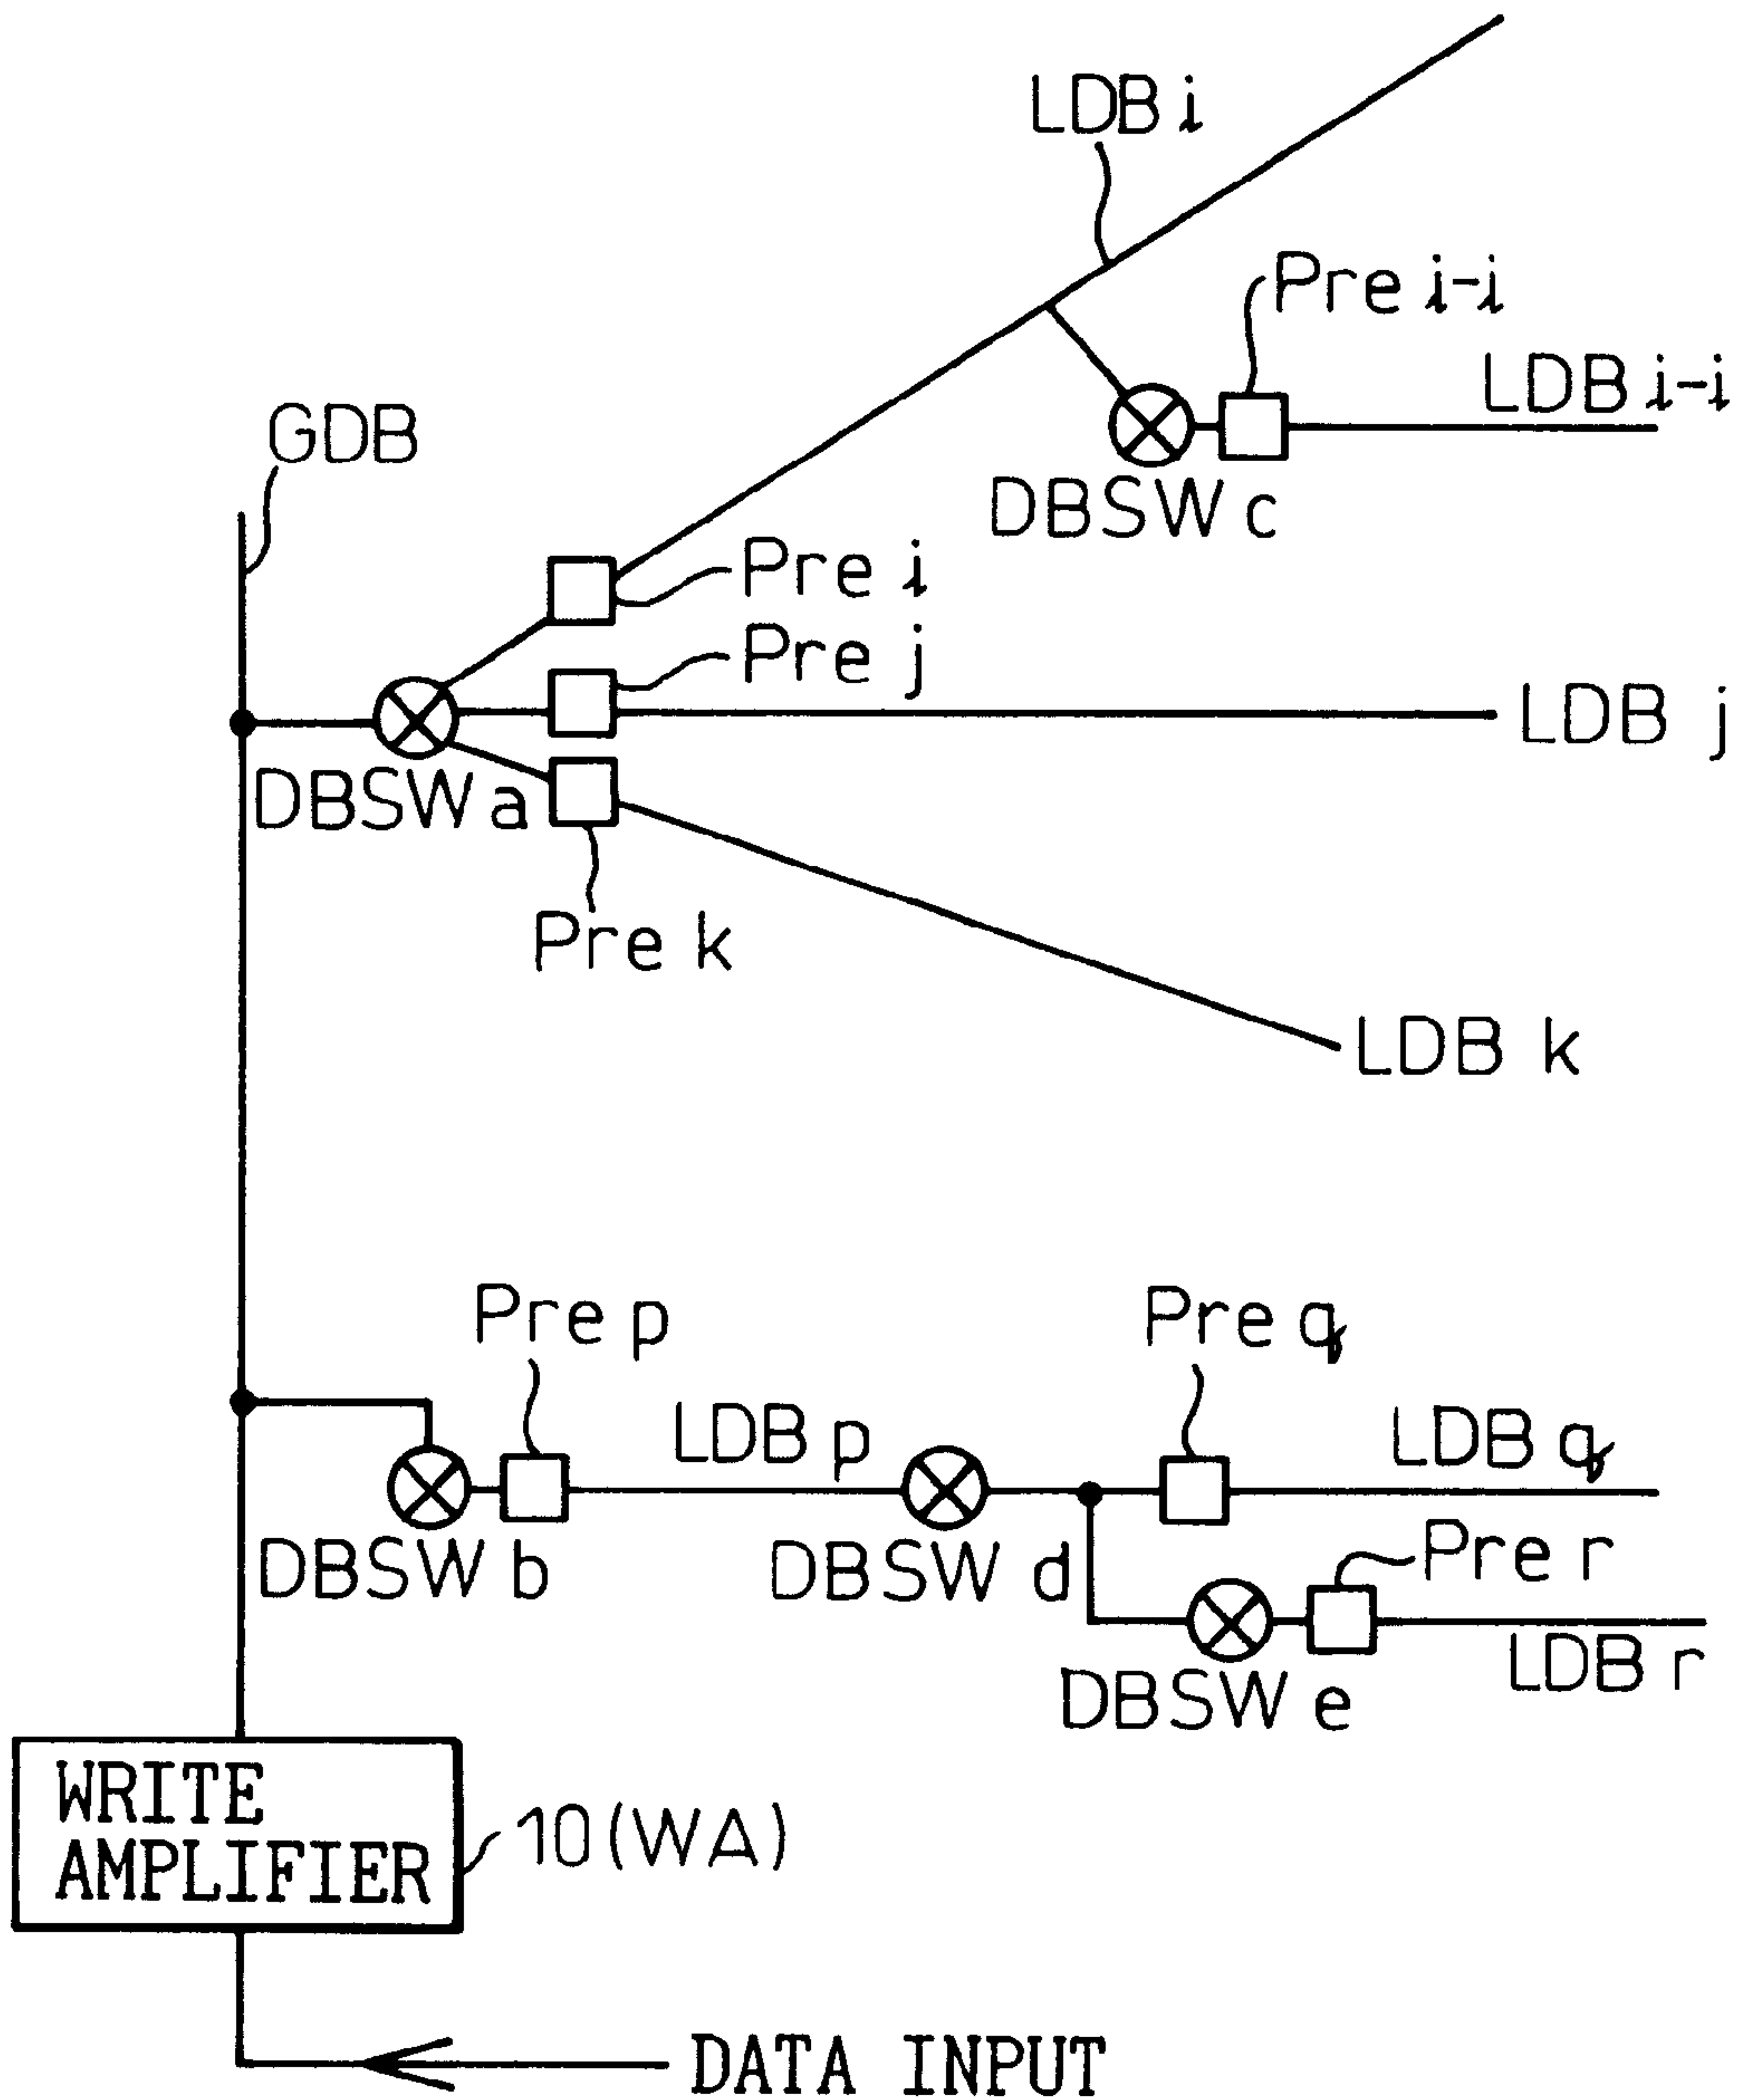 LDB i
Pre i-i
LDB i-i
GDB
DBSW c
Pre i
Pre j
LDB j
DBSW a
Pre k
LDB k
Pre p
Pre q
LDB p
LDB q
DBSW b
DBSW d
Pre r
LDB r
DBSW e
WRITE
AMPLIFIER
10(WA)
DATA INPUT